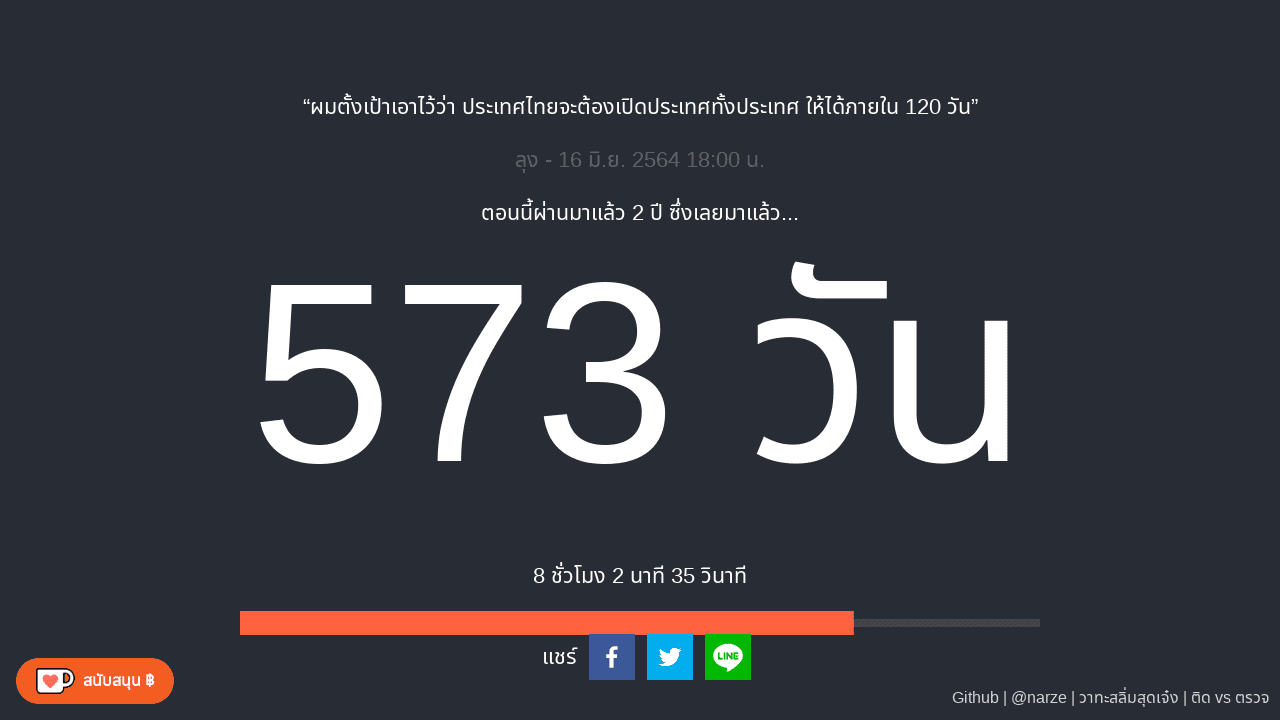 “ผมตั้งเป้าเอาไว้ว่า ประเทศไทยจะต้องเปิดประเทศทั้งประเทศ ให้ได้ภายใน 120 วัน”
ลุง - 16 มิ.ย. 2564 18:00 น.
ตอนนี้ผ่านมาแล้ว 2 ปี ซึ่งเลยมาแล้ว...
573 วัน
8 ชั่วโมง 2 นาที 35 วินาที
แชร์
LINE
สนับสนุน ฿
Github | @narze | วาทะสลิ่มสุดเจ๋ง | ติด vs ตรวจ